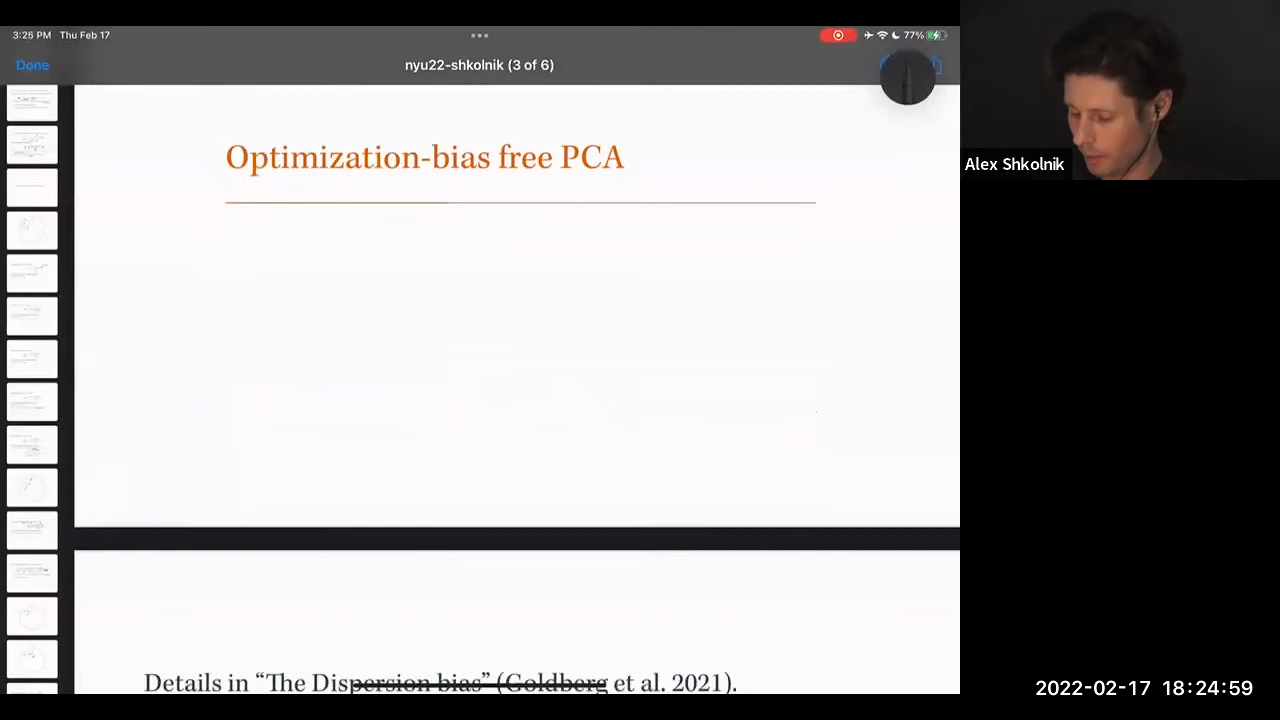 3:25 PM Thu Feb 17
77%
Done
nyu22-shkolnik (3 of 6)
Optimization-bias free PCA
Alex Shkolnik
Details in “The Dispersion bias” (Goldberg et al. 2021).
2022-02-17 18:24:59